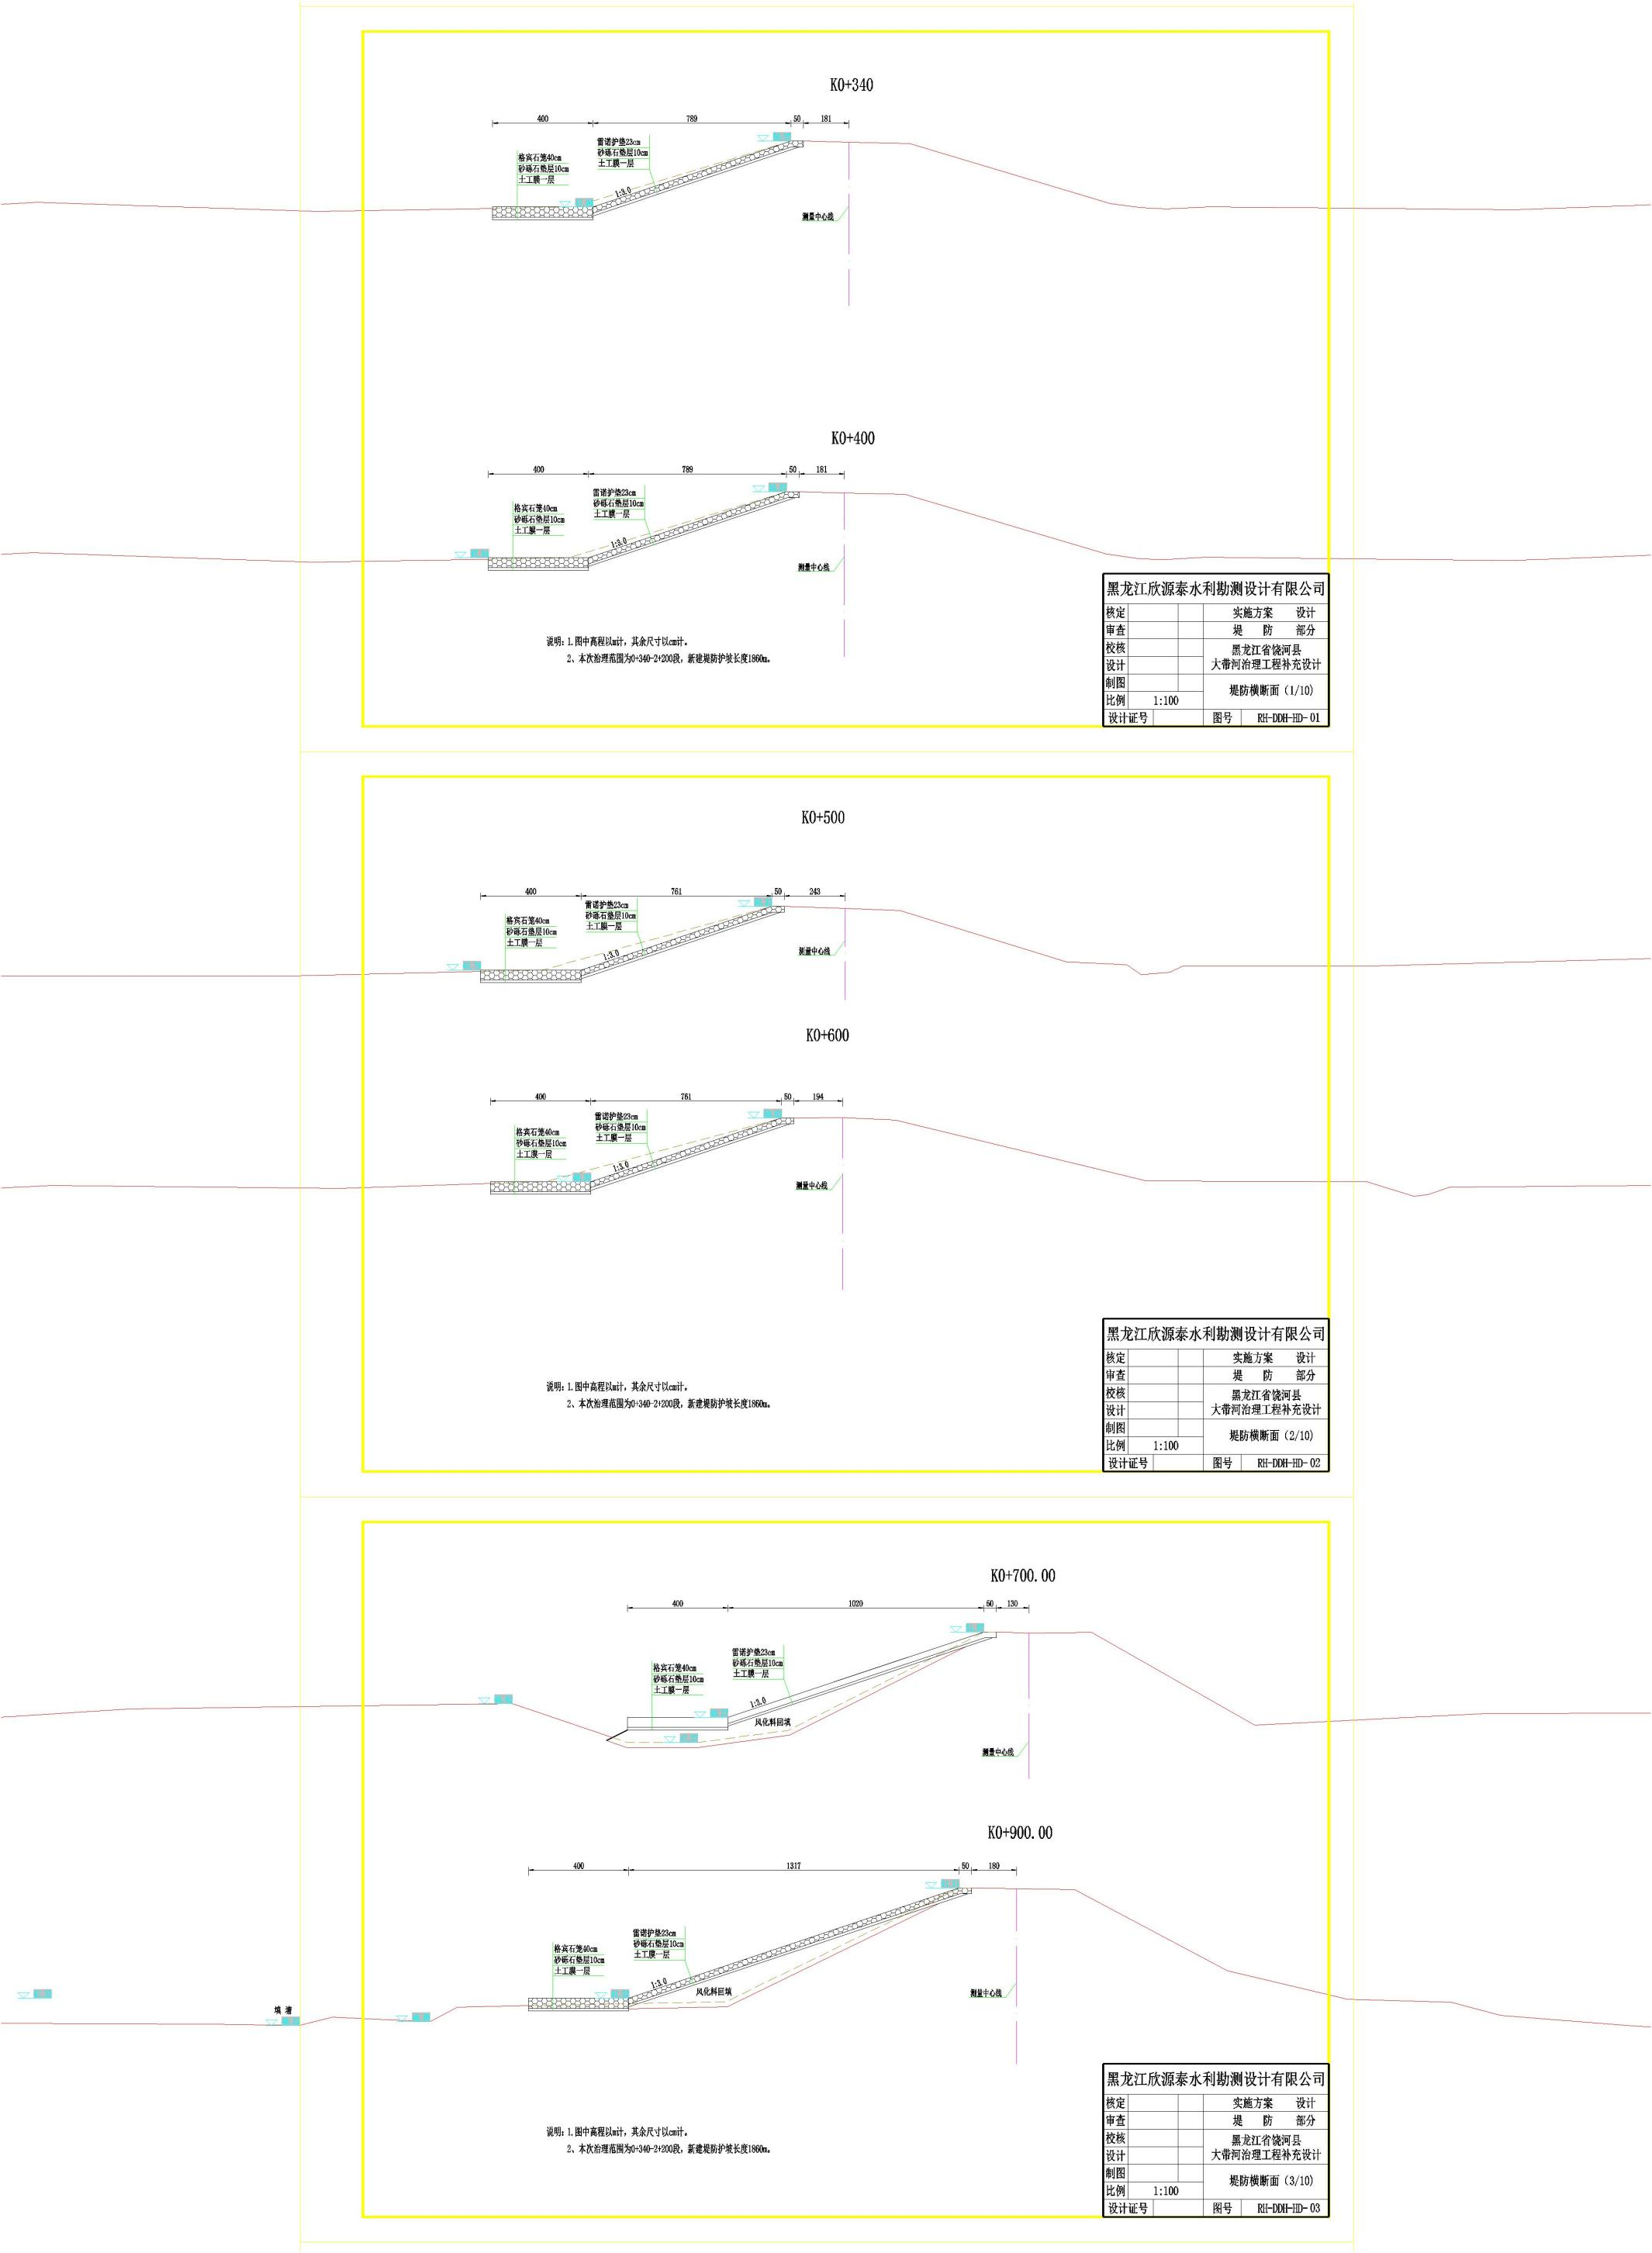 K0+340
400 789 50 181
雷诺护垫23cm
砂砾石垫层10cm
土工膜一层
格宾石笼40cm
砂砾石垫层10cm
土工膜一层
1:3.0
测量中心线
K0+400
400 789 50 181
雷诺护垫23cm
砂砾石垫层10cm
土工膜一层
格宾石笼40cm
砂砾石垫层10cm
土工膜一层
1:3.0
测量中心线
说明：1.图中高程以m计，其余尺寸以cm计。
2、本次治理范围为0+340-2+200段，新建堤防护坡长度1860m。
黑龙江欣源泰水利勘测设计有限公司
核定 实施方案 设计
审查 堤 防 部分
校核 黑龙江省饶河县
设计 大带河治理工程补充设计
制图 堤防横断面（1/10）
比例 1:100
设计证号 图号 RH-DDH-HD-01
K0+500
400 761 50 243
雷诺护垫23cm
砂砾石垫层10cm
土工膜一层
格宾石笼40cm
砂砾石垫层10cm
土工膜一层
1:3.0
测量中心线
K0+600
400 761 50 194
雷诺护垫23cm
砂砾石垫层10cm
土工膜一层
格宾石笼40cm
砂砾石垫层10cm
土工膜一层
1:3.0
测量中心线
说明：1.图中高程以m计，其余尺寸以cm计。
2、本次治理范围为0+340-2+200段，新建堤防护坡长度1860m。
黑龙江欣源泰水利勘测设计有限公司
核定 实施方案 设计
审查 堤 防 部分
校核 黑龙江省饶河县
设计 大带河治理工程补充设计
制图 堤防横断面（2/10）
比例 1:100
设计证号 图号 RH-DDH-HD-02
K0+700.00
400 1020 50 130
雷诺护垫23cm
砂砾石垫层10cm
土工膜一层
格宾石笼40cm
砂砾石垫层10cm
土工膜一层
1:3.0
风化料回填
测量中心线
K0+900.00
400 1317 50 180
雷诺护垫23cm
砂砾石垫层10cm
土工膜一层
格宾石笼40cm
砂砾石垫层10cm
土工膜一层
1:3.0
风化料回填
测量中心线
填 塘
说明：1.图中高程以m计，其余尺寸以cm计。
2、本次治理范围为0+340-2+200段，新建堤防护坡长度1860m。
黑龙江欣源泰水利勘测设计有限公司
核定 实施方案 设计
审查 堤 防 部分
校核 黑龙江省饶河县
设计 大带河治理工程补充设计
制图 堤防横断面（3/10）
比例 1:100
设计证号 图号 RH-DDH-HD-03